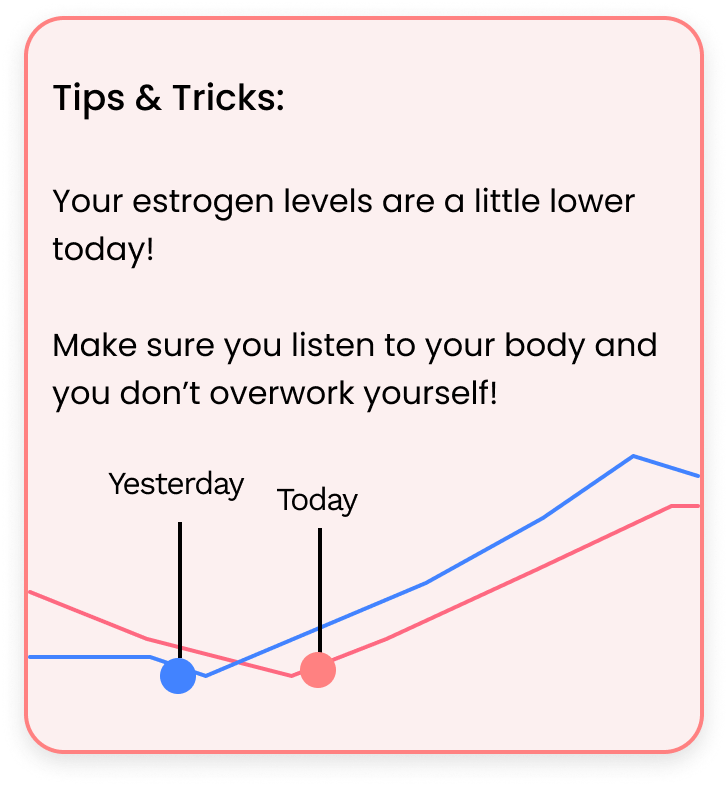 Tips & Tricks:
Your estrogen levels are a little lower
today!
Make sure you listen to your body and
you don’t overwork yourself!
Yesterday
Today